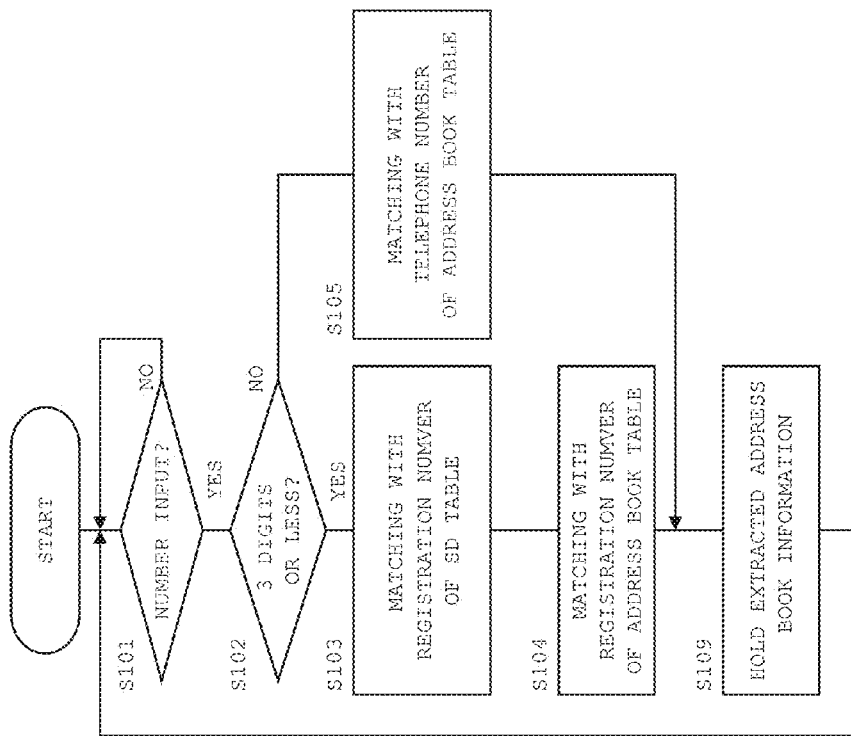 START
S101
NUMBER INPUT?
NO
YES
S102
3 DIGITS
OR LESS?
NO
YES
S103
MATCHING WITH
REGISTRATION NUMVER
OF SD TABLE
S105
MATCHING WITH
TELEPHONE NUMBER
OF ADDRESS BOOK TABLE
S104
MATCHING WITH
REGISTRATION NUMVER
OF ADDRESS BOOK TABLE
S109
HOLD EXTRACTED ADDRESS
BOOK INFORMATION